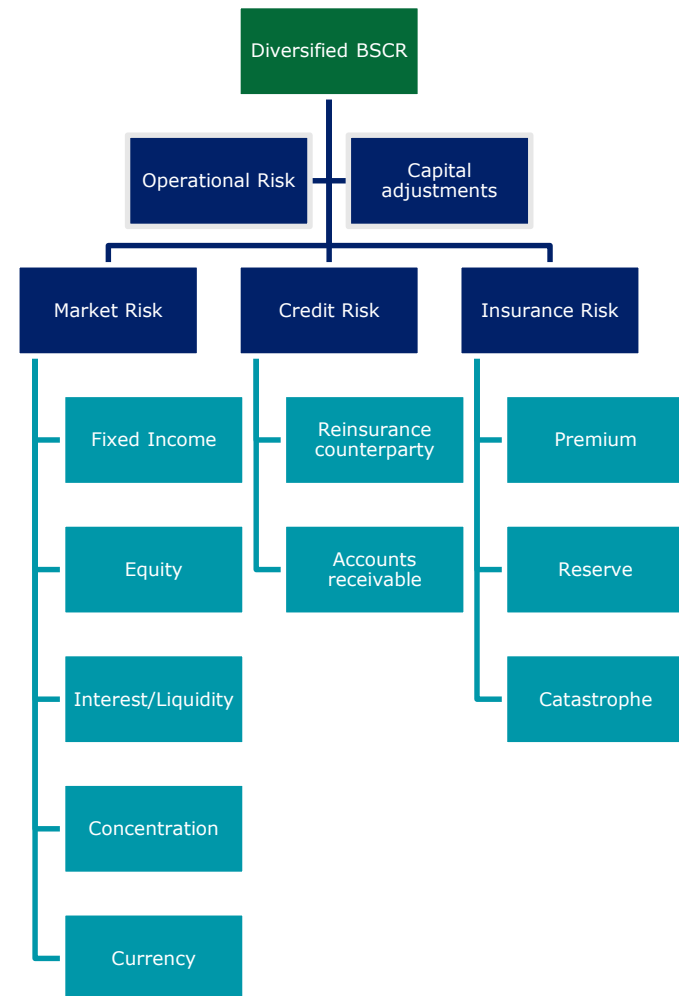 Diversified BSCR
Operational Risk
Capital
adjustments
Market Risk
Credit Risk
Insurance Risk
Fixed Income
Reinsurance
counterparty
Premium
Equity
Accounts
receivable
Reserve
Interest/Liquidity
Catastrophe
Concentration
Currency